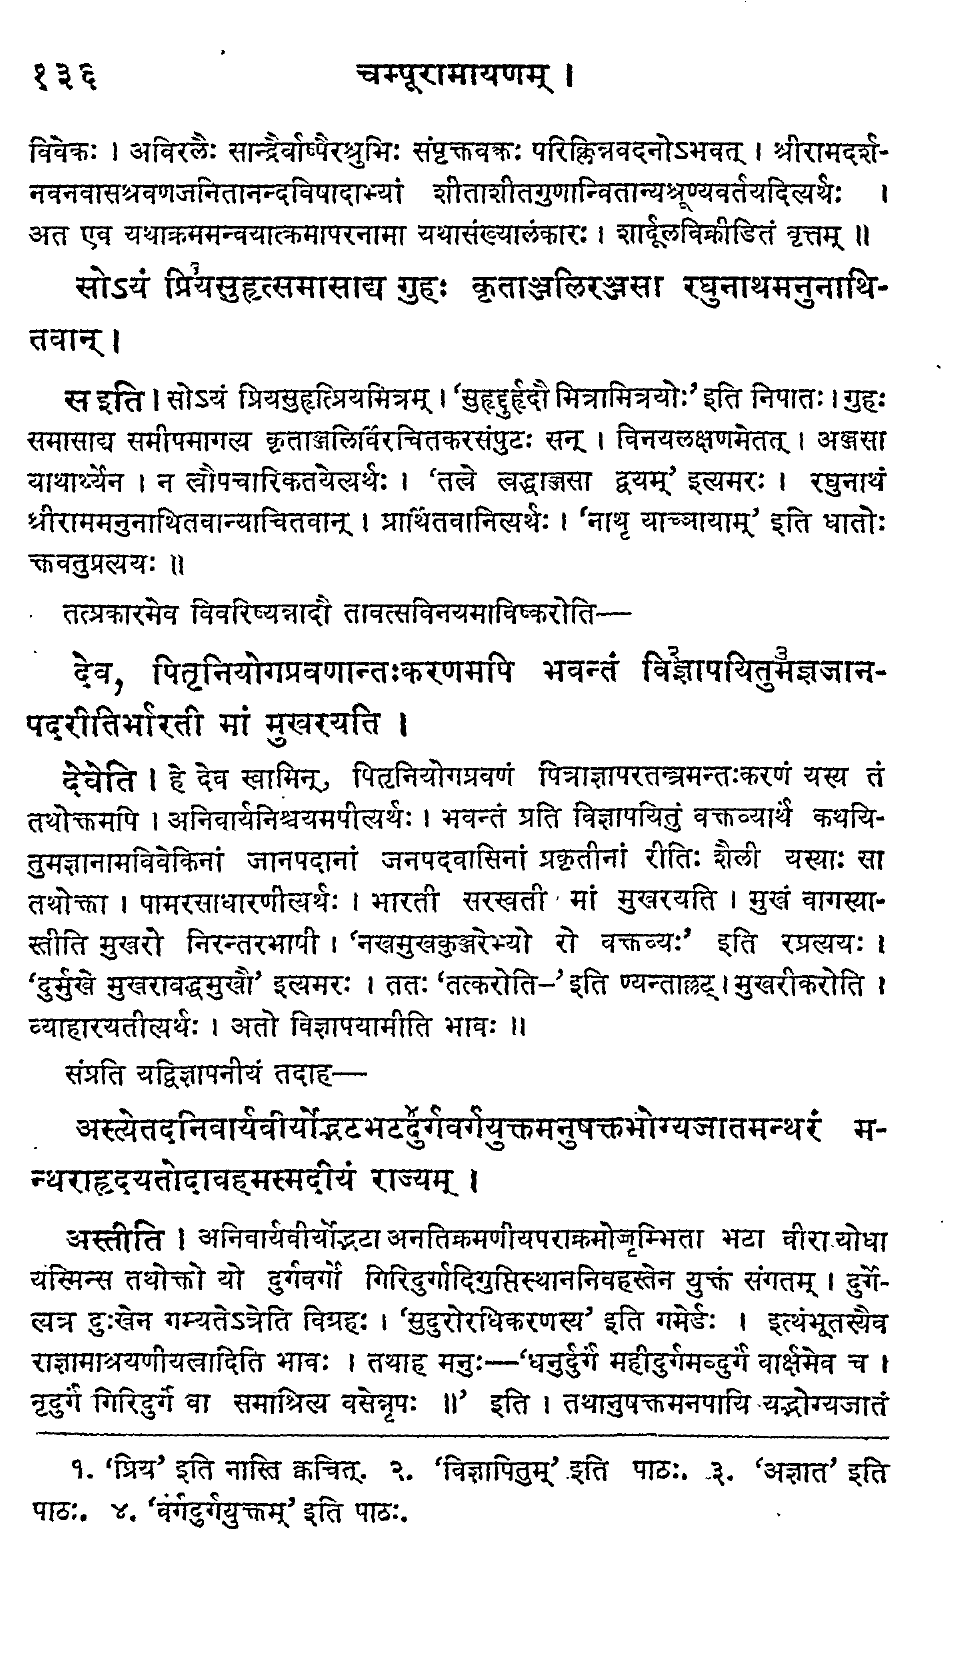 १३६ चम्पूरामायणम् ।
विवेकः । अविरलैः सान्द्रैर्वाष्पैरश्रुभिः संपृक्तवक्रः परिक्लिन्नवदनोऽभवत् । श्रीरामदर्श-
नवनवासश्रवणजनितानन्दविषादाभ्यां शीताशीतगुणान्वितान्यश्रूण्यवर्तयदित्यर्थः ।
अत एव यथाक्रममन्वयात्क्रमापरनामा यथासंख्यालंकारः । शार्दूलविक्रीडितं वृत्तम् ॥
सोऽयं प्रिय१सुहृत्समासाद्य गुहः कृताञ्जलिरञ्जसा रघुनाथमनुनाथि-
तवान् ।
स इति । सोऽयं प्रियसुहृत्प्रियमित्रम् । ‘सुहृद्दुर्हृदौ मित्रामित्रयोः’ इति निपातः । गुहः
समासाद्य समीपमागत्य कृताञ्जलिर्विरचितकरसंपुटः सन् । विनयलक्षणमेतत् । अञ्जसा
याथार्थ्येन । न त्वौपचारिकतयेत्यर्थः । ‘तत्वे त्वद्धाञ्जसा द्वयम्’ इत्यमरः । रघुनाथं
श्रीराममनुनाथितवान्याचितवान् । प्रार्थितवानित्यर्थः । ‘नाथृ याच्ञायाम्’ इति धातोः
क्तवतुप्रत्ययः ॥
तत्प्रकारमेव विवरिष्यन्नादौ तावत्सविनयमाविष्करोति—
देव, पितृनियोगप्रवणान्तःकरणमपि भवन्तं वि२ज्ञापयितुम३ज्ञजान-
पदरीतिर्भारती मां मुखरयति ।
देवेति । हे देव स्वामिन्, पितृनियोगप्रवणं पित्राज्ञापरतन्त्रमन्तःकरणं यस्य तं
तथोक्तमपि । अनिवार्यनिश्चयमपीत्यर्थः । भवन्तं प्रति विज्ञापयितुं वक्तव्यार्थं कथयि-
तुमज्ञानामविवेकिनां जानपदानां जनपदवासिनां प्रकृतीनां रीतिः शैली यस्याः सा
तथोक्ता । पामरसाधारणीत्यर्थः । भारती सरस्वती मां मुखरयति । मुखं वागस्या-
स्तीति मुखरो निरन्तरभाषी । ‘नखमुखकुञ्जरेभ्यो रो वक्तव्यः’ इति रप्रत्ययः ।
‘दुर्मुखे मुखराबद्धमुखौ’ इत्यमरः । ततः ‘तत्करोति-’ इति ण्यन्ताल्लट् । मुखरीकरोति ।
व्याहारयतीत्यर्थः । अतो विज्ञापयामीति भावः ॥
संप्रति यद्विज्ञापनीयं तदाह—
अस्त्येतदनिवार्यवीर्योद्भटभटदु४र्गवर्गयुक्तमनुषक्तभोग्यजातमन्थरं म-
न्थराहृदयतोदावहमस्मदीयं राज्यम् ।
अस्तीति । अनिवार्यवीर्योद्भटा अनतिक्रमणीयपराक्रमोज्जृम्भिता भटा वीरा योधा
यस्मिन्स तथोक्तो यो दुर्गवर्गो गिरिदुर्गादिगुप्तिस्थाननिवहस्तेन युक्तं संगतम् । दुर्गे-
त्यत्र दुःखेन गम्यतेऽत्रेति विग्रहः । ‘सुदुरोरधिकरणस्य’ इति गमेर्डः । इत्थंभूतस्यैव
राज्ञामाश्रयणीयत्वादिति भावः । तथाह मनुः—‘धनुर्दुर्गं महीदुर्गमब्दुर्गं वार्क्षमेव च ।
नृदुर्गं गिरिदुर्गं वा समाश्रित्य वसेन्नृपः ॥’ इति । तथानुषक्तमनपायि यद्भोग्यजातं
१. ‘प्रिय’ इति नास्ति क्वचित्. २. ‘विज्ञापितुम्’ इति पाठः. ३. ‘अज्ञात’ इति
पाठः. ४. ‘वर्गदुर्गयुक्तम्’ इति पाठः.